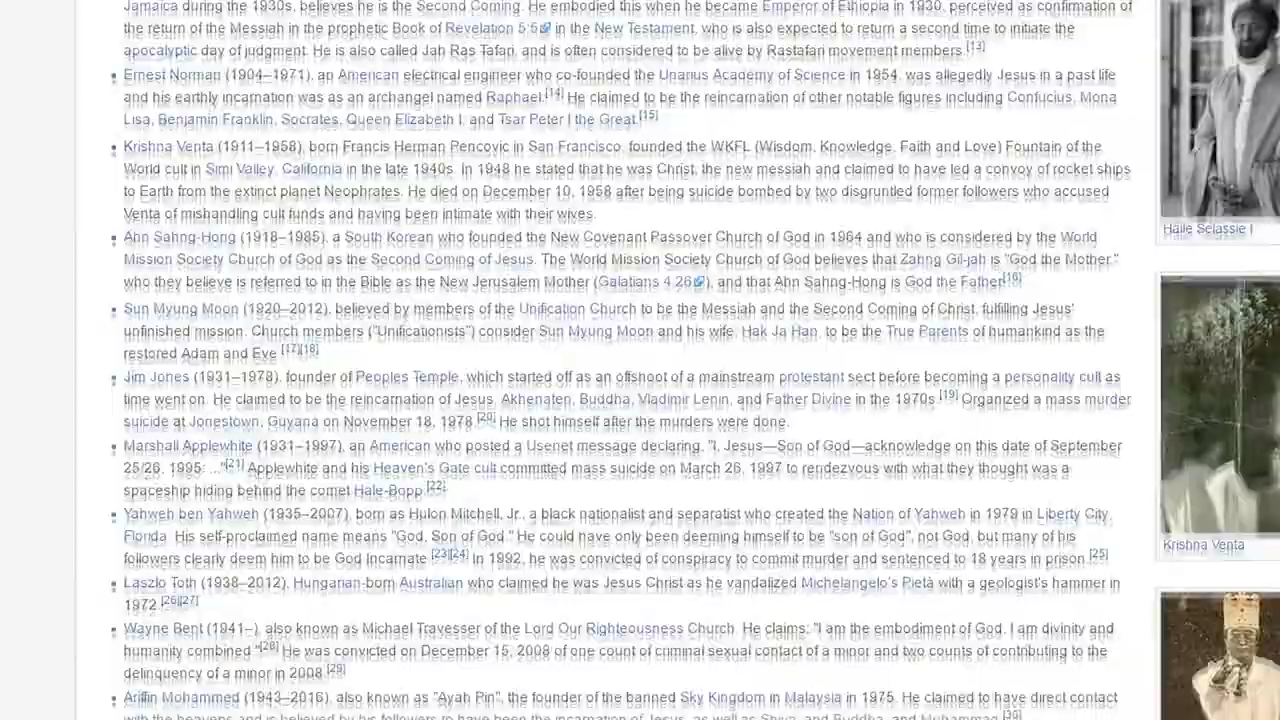 Jamaica during the 1930s, believes he is the Second Coming. He embodied this when he became Emperor of Ethiopia in 1930, perceived as confirmation of
the return of the Messiah in the prophetic Book of Revelation 5:5 in the New Testament, who is also expected to return a second time to initiate the
apocalyptic day of judgment. He is also called Jah Ras Tafari, and is often considered to be alive by Rastafari movement members.[13]
Ernest Norman (1904–1971), an American electrical engineer who co-founded the Unarius Academy of Science in 1954, was allegedly Jesus in a past life
and his earthly incarnation was as an archangel named Raphael.[14] He claimed to be the reincarnation of other notable figures including Confucius, Mona
Lisa, Benjamin Franklin, Socrates, Queen Elizabeth I, and Tsar Peter I the Great.[15]
Krishna Venta (1911–1958), born Francis Herman Pencovic in San Francisco, founded the WKFL (Wisdom, Knowledge, Faith and Love) Fountain of the
World cult in Simi Valley, California in the late 1940s. In 1948 he stated that he was Christ, the new messiah and claimed to have led a convoy of rocket ships
to Earth from the extinct planet Neophrates. He died on December 10, 1958 after being suicide bombed by two disgruntled former followers who accused
Venta of mishandling cult funds and having been intimate with their wives.
Haile Selassie I
Ahn Sahng-Hong (1918–1985), a South Korean who founded the New Covenant Passover Church of God in 1964 and who is considered by the World
Mission Society Church of God as the Second Coming of Jesus. The World Mission Society Church of God believes that Zahng Gil-jah is "God the Mother,"
who they believe is referred to in the Bible as the New Jerusalem Mother (Galatians 4:26), and that Ahn Sahng-Hong is God the Father[16]
Sun Myung Moon (1920–2012), believed by members of the Unification Church to be the Messiah and the Second Coming of Christ, fulfilling Jesus'
unfinished mission. Church members ("Unificationists") consider Sun Myung Moon and his wife, Hak Ja Han, to be the True Parents of humankind as the
restored Adam and Eve.[17][18]
Jim Jones (1931–1978), founder of Peoples Temple, which started off as an offshoot of a mainstream protestant sect before becoming a personality cult as
time went on. He claimed to be the reincarnation of Jesus, Akhenaten, Buddha, Vladimir Lenin, and Father Divine in the 1970s.[19] Organized a mass murder
suicide at Jonestown, Guyana on November 18, 1978.[20] He shot himself after the murders were done.
Marshall Applewhite (1931–1997), an American who posted a Usenet message declaring, "I, Jesus—Son of God—acknowledge on this date of September
25/26, 1995: ..."[21] Applewhite and his Heaven's Gate cult committed mass suicide on March 26, 1997 to rendezvous with what they thought was a
spaceship hiding behind the comet Hale-Bopp.[22]
Yahweh ben Yahweh (1935–2007), born as Hulon Mitchell, Jr., a black nationalist and separatist who created the Nation of Yahweh in 1979 in Liberty City,
Florida. His self-proclaimed name means "God, Son of God." He could have only been deeming himself to be "son of God", not God, but many of his
followers clearly deem him to be God Incarnate.[23][24] In 1992, he was convicted of conspiracy to commit murder and sentenced to 18 years in prison.[25]
Krishna Venta
Laszlo Toth (1938–2012), Hungarian-born Australian who claimed he was Jesus Christ as he vandalized Michelangelo's Pietà with a geologist's hammer in
1972.[26][27]
Wayne Bent (1941–), also known as Michael Travesser of the Lord Our Righteousness Church. He claims: "I am the embodiment of God. I am divinity and
humanity combined."[28] He was convicted on December 15, 2008 of one count of criminal sexual contact of a minor and two counts of contributing to the
delinquency of a minor in 2008.[29]
Ariffin Mohammed (1943–2016), also known as "Ayah Pin", the founder of the banned Sky Kingdom in Malaysia in 1975. He claimed to have direct contact
with the heavens and is believed by his followers to have been the incarnation of Jesus, as well as Shiva, and Buddha, and Muhammad.[30]